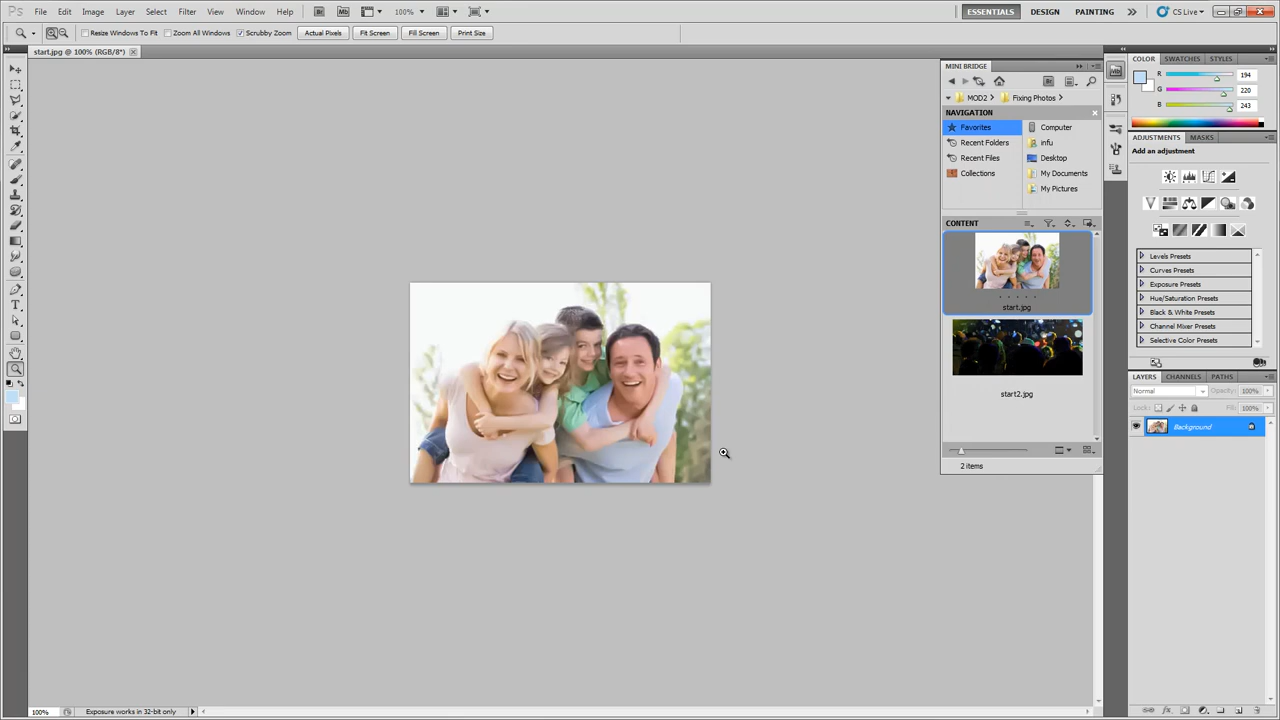 Ps File Edit Image Layer Select Filter View Window Help Br Mb 100% ESSENTIALS DESIGN PAINTING CS Live
Resize Windows To Fit Zoom All Windows Scrubby Zoom Actual Pixels Fit Screen Fill Screen Print Size
start.jpg @ 100% (RGB/8*)
MINI BRIDGE
MOD2 Fixing Photos
NAVIGATION
Favorites Computer
Recent Folders infu
Recent Files Desktop
Collections My Documents
My Pictures
CONTENT
start.jpg
start2.jpg
2 items
COLOR SWATCHES STYLES
R 194
G 220
B 243
ADJUSTMENTS MASKS
Add an adjustment
Levels Presets
Curves Presets
Exposure Presets
Hue/Saturation Presets
Black & White Presets
Channel Mixer Presets
Selective Color Presets
LAYERS CHANNELS PATHS
Normal Opacity: 100%
Lock: Fill: 100%
Background
100% Exposure works in 32-bit only